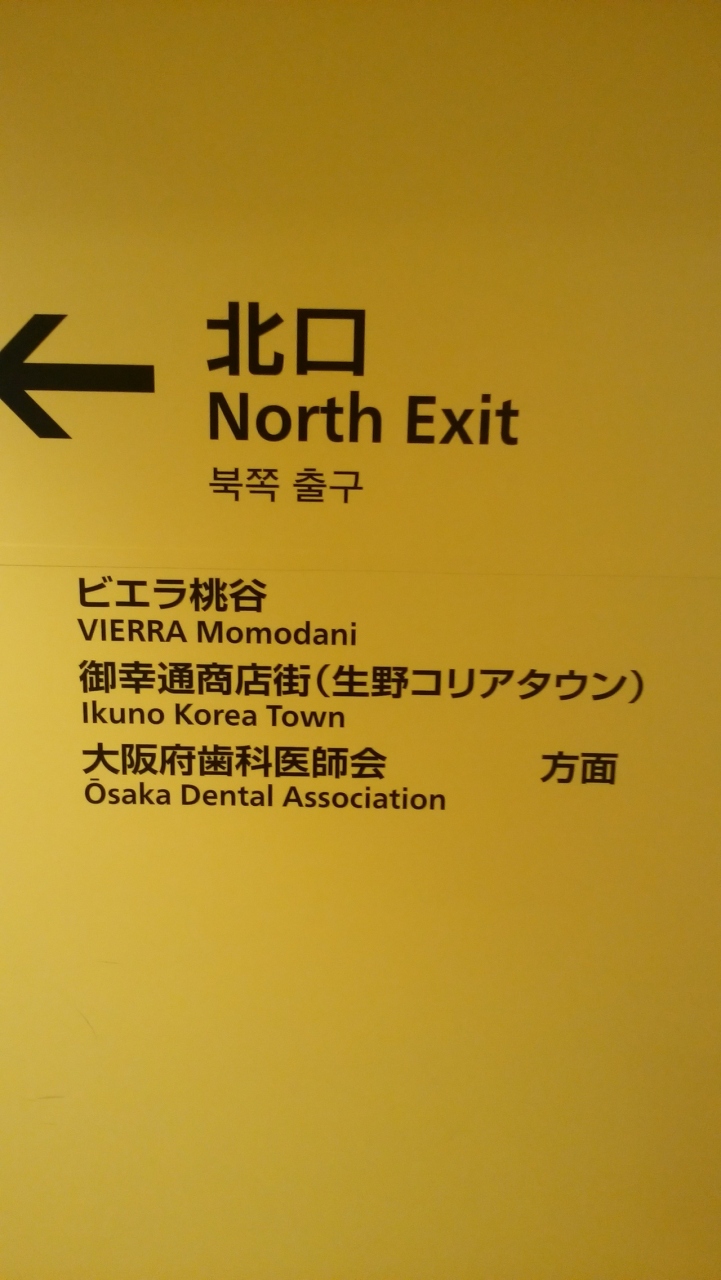 北口
North Exit
북쪽 출구
ビエラ桃谷
VIERRA Momodani
御幸通商店街(生野コリアタウン)
Ikuno Korea Town
大阪府歯科医師会 方面
Ōsaka Dental Association